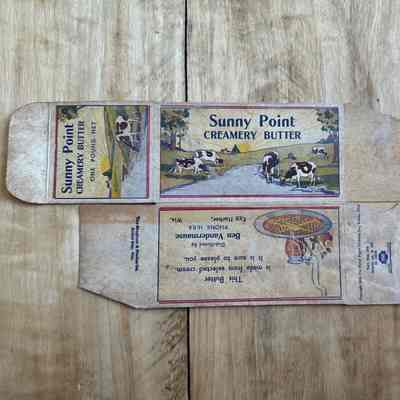 Sunny Point
CREAMERY BUTTER
ONE POUND NET
Sunny Point
CREAMERY BUTTER
This Butter
is made from selected cream.
It is sure to please you.
Distributed by
Ben Vandermause
PHONE
Egg Harbor, Wis.